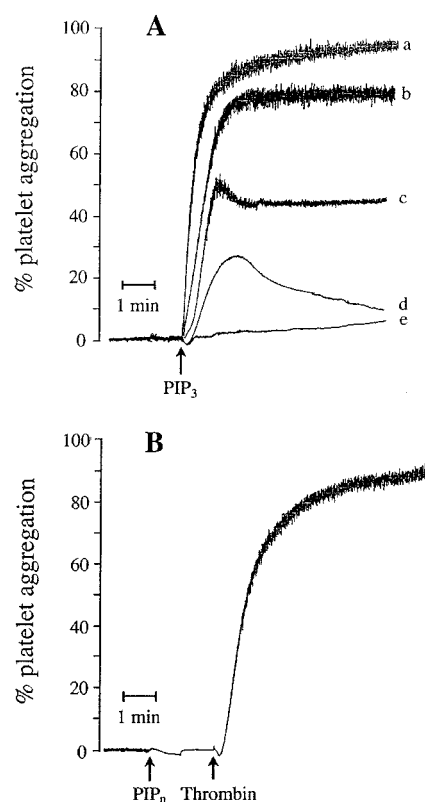 A
100
80
60
40
20
0
% platelet aggregation
1 min
PIP3
a
b
c
d
e
B
100
80
60
40
20
0
% platelet aggregation
1 min
PIPn
Thrombin